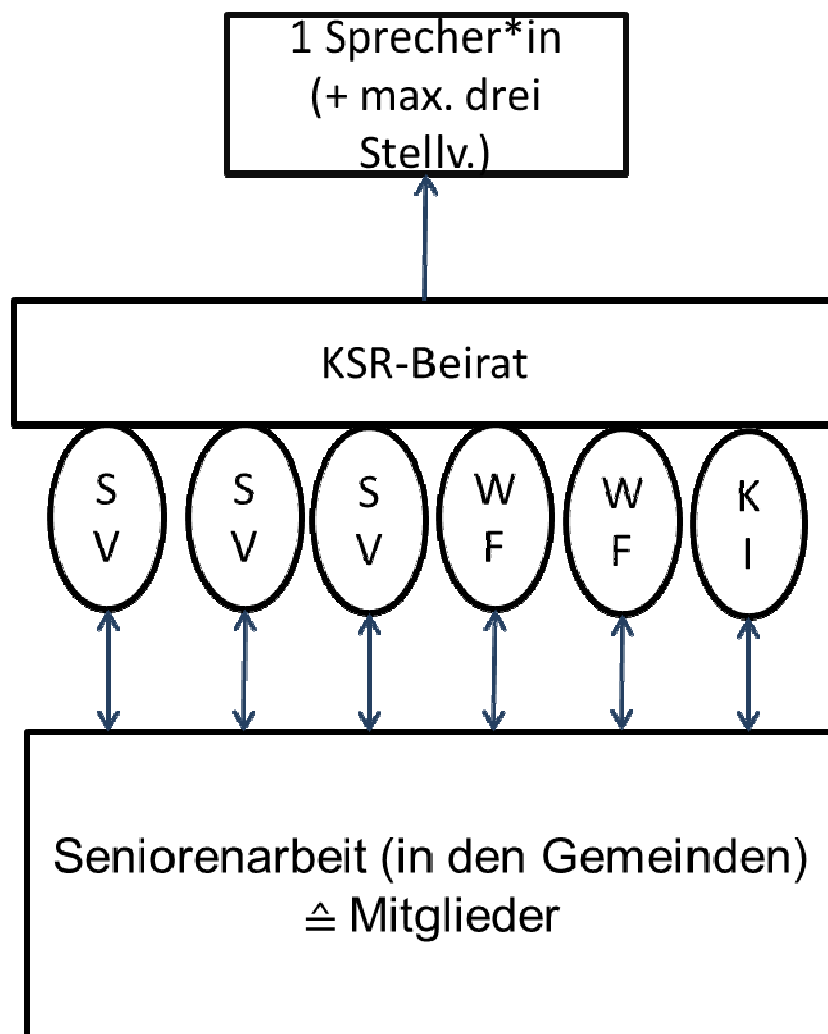 1 Sprecher*in
(+ max. drei
Stellv.)
KSR-Beirat
S S S W W K
V V V F F I
Seniorenarbeit (in den Gemeinden)
≙ Mitglieder